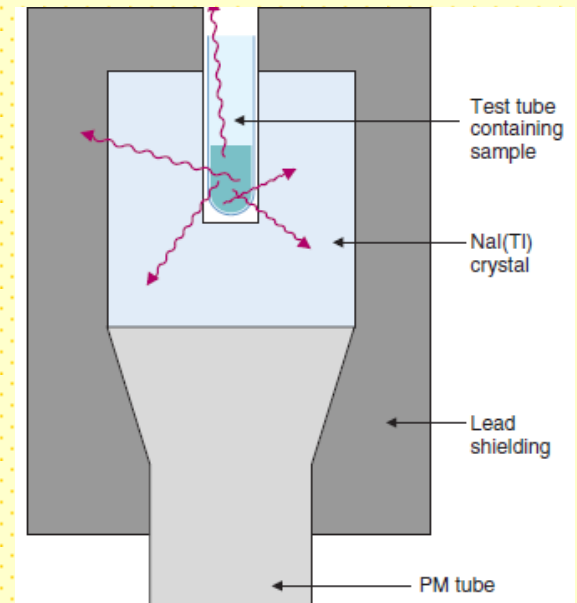 Test tube
containing
sample
NaI(Tl)
crystal
Lead
shielding
PM tube